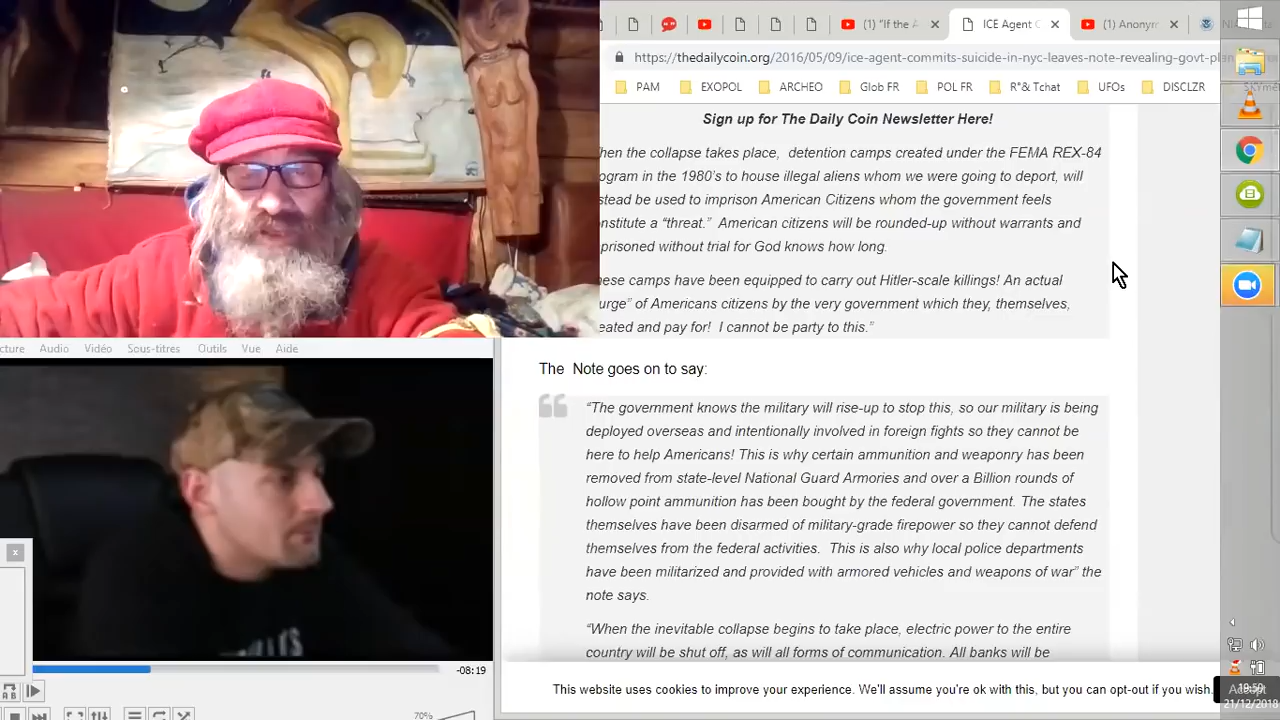 (1) "If the A
ICE Agent C
(1) Anonym
https://thedailycoin.org/2016/05/09/ice-agent-commits-suicide-in-nyc-leaves-note-revealing-govt-plan
PAM
EXOPOL
ARCHEO
Glob FR
POL FR
R°& Tchat
UFOs
DISCLZR
Sign up for The Daily Coin Newsletter Here!
hen the collapse takes place, detention camps created under the FEMA REX-84
ogram in the 1980's to house illegal aliens whom we were going to deport, will
stead be used to imprison American Citizens whom the government feels
nstitute a "threat." American citizens will be rounded-up without warrants and
prisoned without trial for God knows how long.
ese camps have been equipped to carry out Hitler-scale killings! An actual
urge" of Americans citizens by the very government which they, themselves,
eated and pay for! I cannot be party to this."
cture Audio Vidéo Sous-titres Outils Vue Aide
The Note goes on to say:
"The government knows the military will rise-up to stop this, so our military is being
deployed overseas and intentionally involved in foreign fights so they cannot be
here to help Americans! This is why certain ammunition and weaponry has been
removed from state-level National Guard Armories and over a Billion rounds of
hollow point ammunition has been bought by the federal government. The states
themselves have been disarmed of military-grade firepower so they cannot defend
themselves from the federal activities. This is also why local police departments
have been militarized and provided with armored vehicles and weapons of war" the
note says.
"When the inevitable collapse begins to take place, electric power to the entire
country will be shut off, as will all forms of communication. All banks will be
-08:19
This website uses cookies to improve your experience. We'll assume you're ok with this, but you can opt-out if you wish.
Accept
19:50
21/12/2018
70%